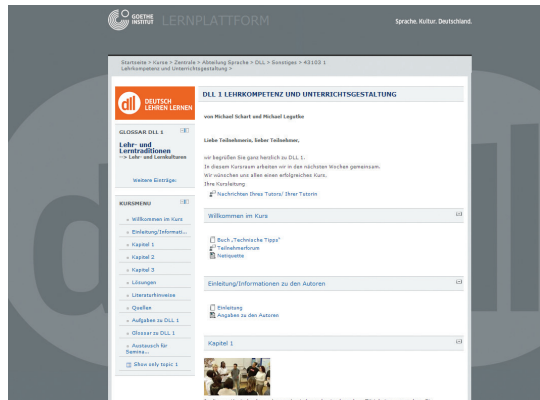 GOETHE
INSTITUT
LERNPLATTFORM
Sprache. Kultur. Deutschland.
Startseite > Kurse > Zentrale > Abteilung Sprache > DLL > Sonstiges > 43103 1
Lehrkompetenz und Unterrichtsgestaltung >
dll
DEUTSCH
LEHREN LERNEN
GLOSSAR DLL 1
Lehr- und
Lerntraditionen
--> Lehr- und Lernkulturen
Weitere Einträge:
KURSMENU
Willkommen im Kurs
Einleitung/Informati...
Kapitel 1
Kapitel 2
Kapitel 3
Lösungen
Literaturhinweise
Quellen
Aufgaben zu DLL 1
Glossar zu DLL 1
Austausch für
Semina...
Show only topic 1
DLL 1 LEHRKOMPETENZ UND UNTERRICHTSGESTALTUNG
von Michael Schart und Michael Legutke
Liebe Teilnehmerin, lieber Teilnehmer,
wir begrüßen Sie ganz herzlich zu DLL 1.
In diesem Kursraum arbeiten wir in den nächsten Wochen gemeinsam.
Wir wünschen uns allen einen erfolgreiches Kurs.
Ihre Kursleitung
Nachrichten Ihres Tutors/ Ihrer Tutorin
Willkommen im Kurs
Buch „Technische Tipps"
Teilnehmerforum
Netiquette
Einleitung/Informationen zu den Autoren
Einleitung
Angaben zu den Autoren
Kapitel 1